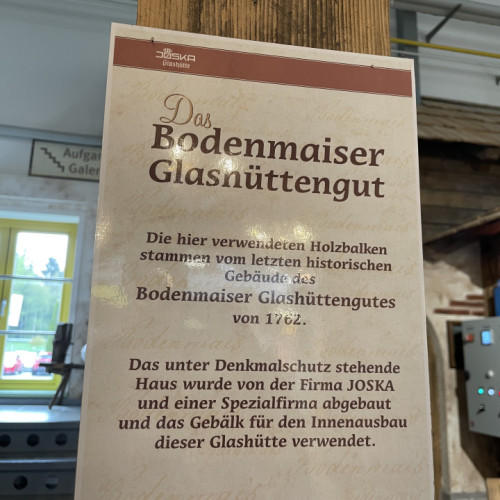 JOSKA
Glashütte
Das
Bodenmaiser
Glashüttengut
Aufgan
Galer
Die hier verwendeten Holzbalken
stammen vom letzten historischen
Gebäude des
Bodenmaiser Glashüttengutes
von 1762.
Das unter Denkmalschutz stehende
Haus wurde von der Firma JOSKA
und einer Spezialfirma abgebaut
und das Gebälk für den Innenausbau
dieser Glashütte verwendet.